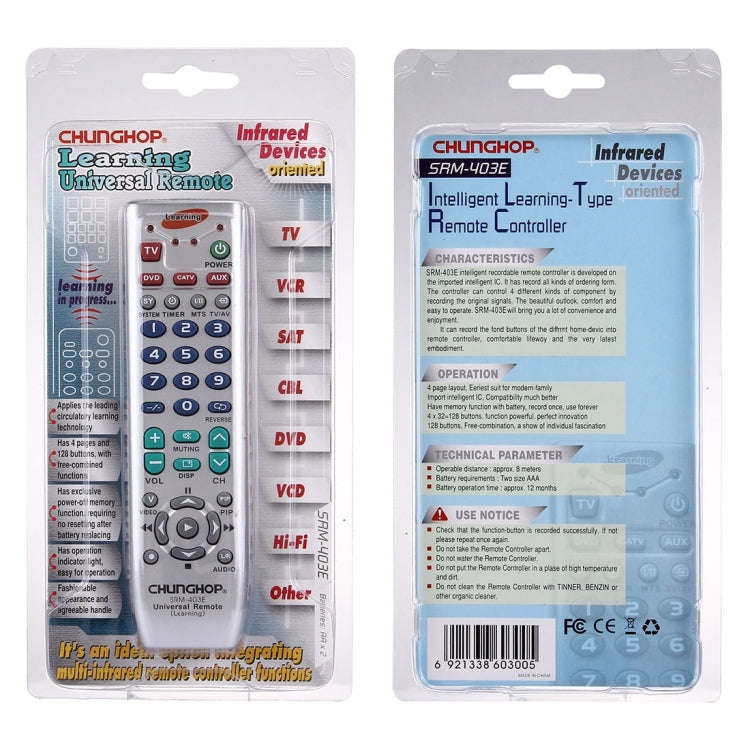 CHUNGHOP®
Learning
Universal Remote
Infrared
Devices
oriented
learning
in progress...
Applies the leading
circulatory learning
technology
Has 4 pages and
128 buttons, with
free-combined
functions
Has exclusive
power-off memory
function, requiring
no resetting after
battery replacing
Has operation
indicator light,
easy for operation
Fashionable
appearance and
agreeable handle
Learning
TV
POWER
DVD CATV AUX
SY
SYSTEM TIMER MTS TV/AV
1 2 3
4 5 6
7 8 9
-/-- 0
REVERSE
+
MUTING
VOL DISP CH
V
VIDEO
PIP
L/R
AUDIO
CHUNGHOP®
SRM-403E
Universal Remote
(Learning)
TV
VCR
SAT
CBL
DVD
VCD
Hi-Fi
Other
SRM-403E
Batteries: AA x 2
It's an ideal option integrating
multi-infrared remote controller functions
CHUNGHOP®
SRM-403E
Infrared
Devices
oriented
Intelligent Learning-Type
Remote Controller
CHARACTERISTICS
SRM-403E intelligent recordable remote controller is developed on
the imported intelligent IC. It has record all kinds of ordering form.
The controller can control 4 different kinds of component by
recording the original signals. The beautiful outlook, comfort and
easy to operate. SRM-403E will bring you a lot of convenience and
enjoyment.
It can record the fond buttons of the diffrnt home-devic into
remote controller, comfortable lifeway and the very latest
embodiment.
OPERATION
4 page layout, Eeriest suit for modern-family
Import intelligent IC, Compatibility much better
Have memory function with battery, record once, use forever
4 x 32-128 buttons, function powerful. perfect innovation
128 buttons, Free-combination, a show of individual fascination
TECHNICAL PARAMETER
Operable distance : approx. 8 meters
Battery requirements : Two size AAA
Battery operation time : approx. 12 months
Learning
TV
POWER
AUX
USE NOTICE
Check that the function-button is recorded successfully. If not
please repeat once again.
Do not take the Remote Controller apart.
Do not water the Remote Controller.
Do not put the Remote Controller in a plase of high temperature
and dirt.
Do not clean the Remote Controller with TINNER, BENZIN or
other organic cleaner.
FC CE
6 921338 603005
MADE IN CHINA